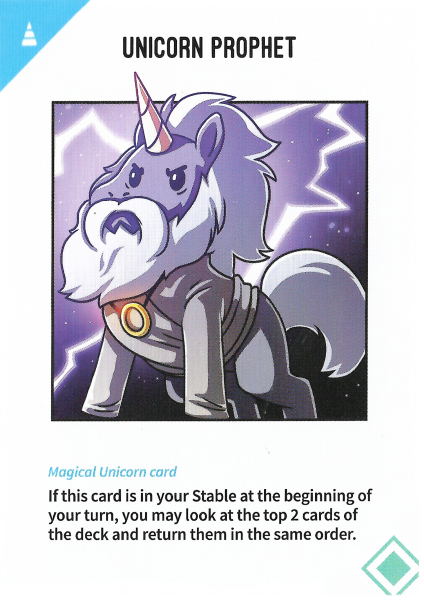 UNICORN PROPHET
Magical Unicorn card
If this card is in your Stable at the beginning of
your turn, you may look at the top 2 cards of
the deck and return them in the same order.